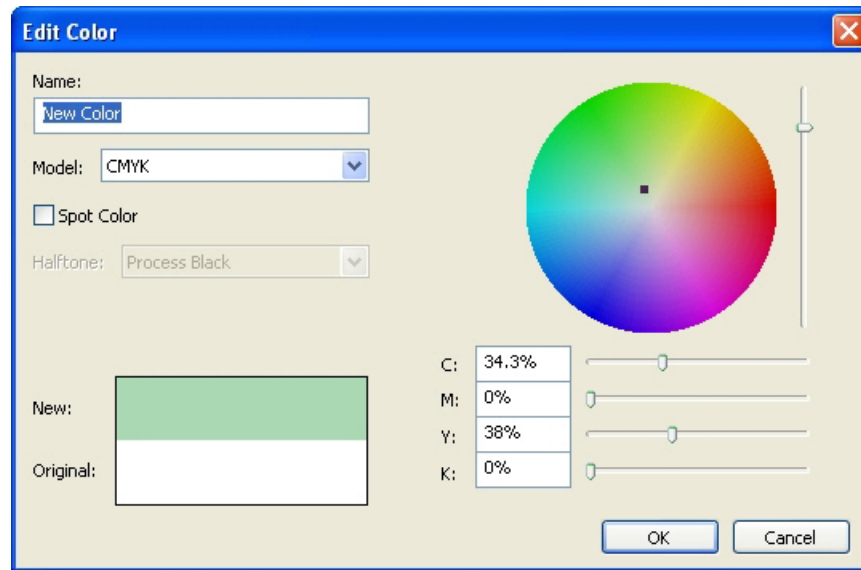 Edit Color
Name:
New Color
Model: CMYK
Spot Color
Halftone: Process Black
New:
Original:
C: 34.3%
M: 0%
Y: 38%
K: 0%
OK Cancel